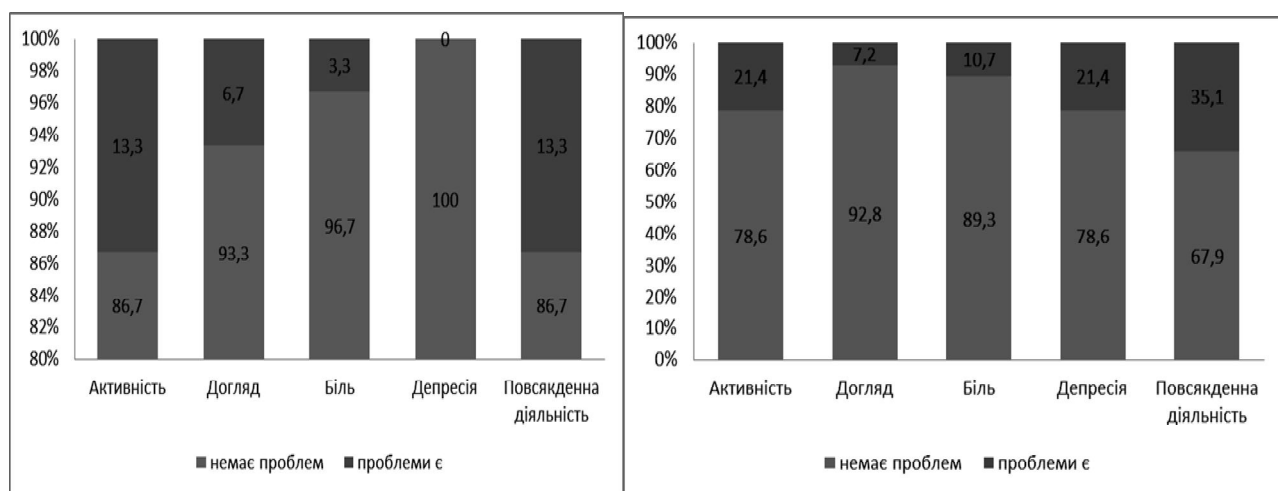 100%
98%
96%
94%
92%
90%
88%
86%
84%
82%
80%
13,3
6,7
3,3
0
13,3
86,7
93,3
96,7
100
86,7
Активність
Догляд
Біль
Депресія
Повсякденна
діяльність
немає проблем
проблеми є
100%
90%
80%
70%
60%
50%
40%
30%
20%
10%
0%
21,4
7,2
10,7
21,4
35,1
78,6
92,8
89,3
78,6
67,9
Активність
Догляд
Біль
Депресія
Повсякденна
діяльність
немає проблем
проблеми є